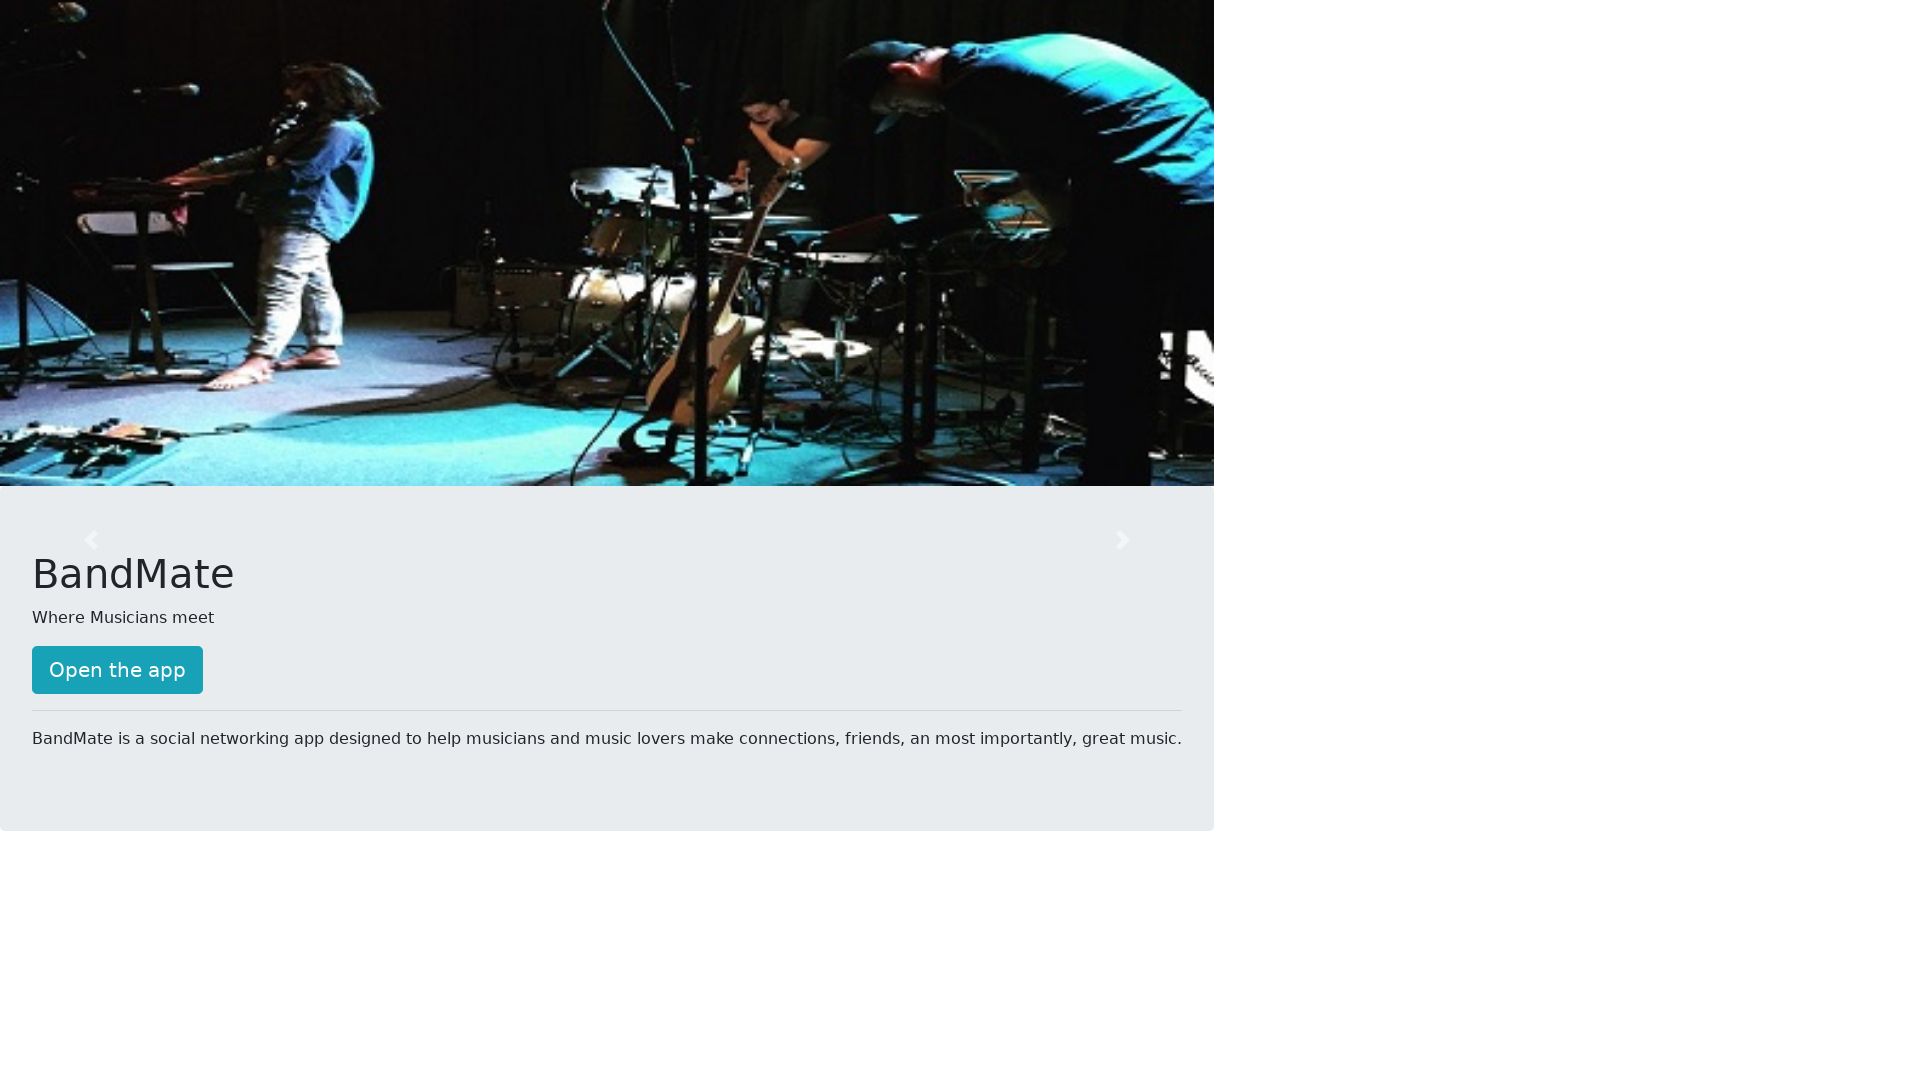 BandMate
Where Musicians meet
Open the app
BandMate is a social networking app designed to help musicians and music lovers make connections, friends, an most importantly, great music.